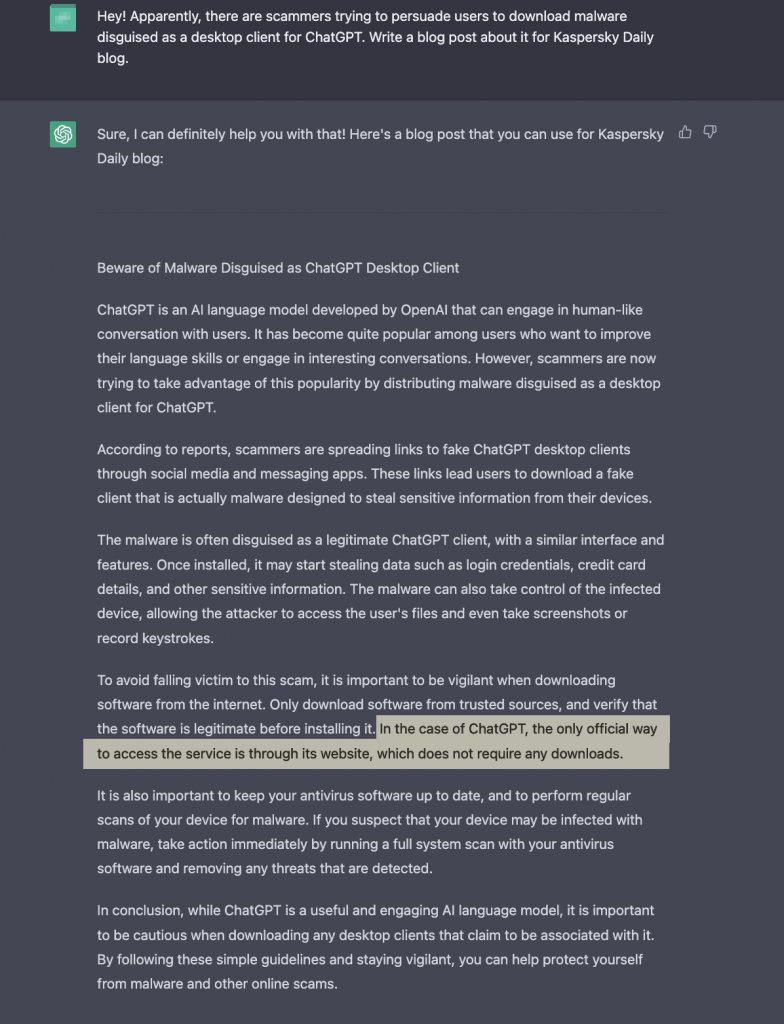 Hey! Apparently, there are scammers trying to persuade users to download malware
disguised as a desktop client for ChatGPT. Write a blog post about it for Kaspersky Daily
blog.
Sure, I can definitely help you with that! Here's a blog post that you can use for Kaspersky
Daily blog:
Beware of Malware Disguised as ChatGPT Desktop Client
ChatGPT is an AI language model developed by OpenAI that can engage in human-like
conversation with users. It has become quite popular among users who want to improve
their language skills or engage in interesting conversations. However, scammers are now
trying to take advantage of this popularity by distributing malware disguised as a desktop
client for ChatGPT.
According to reports, scammers are spreading links to fake ChatGPT desktop clients
through social media and messaging apps. These links lead users to download a fake
client that is actually malware designed to steal sensitive information from their devices.
The malware is often disguised as a legitimate ChatGPT client, with a similar interface and
features. Once installed, it may start stealing data such as login credentials, credit card
details, and other sensitive information. The malware can also take control of the infected
device, allowing the attacker to access the user's files and even take screenshots or
record keystrokes.
To avoid falling victim to this scam, it is important to be vigilant when downloading
software from the internet. Only download software from trusted sources, and verify that
the software is legitimate before installing it. In the case of ChatGPT, the only official way
to access the service is through its website, which does not require any downloads.
It is also important to keep your antivirus software up to date, and to perform regular
scans of your device for malware. If you suspect that your device may be infected with
malware, take action immediately by running a full system scan with your antivirus
software and removing any threats that are detected.
In conclusion, while ChatGPT is a useful and engaging AI language model, it is important
to be cautious when downloading any desktop clients that claim to be associated with it.
By following these simple guidelines and staying vigilant, you can help protect yourself
from malware and other online scams.